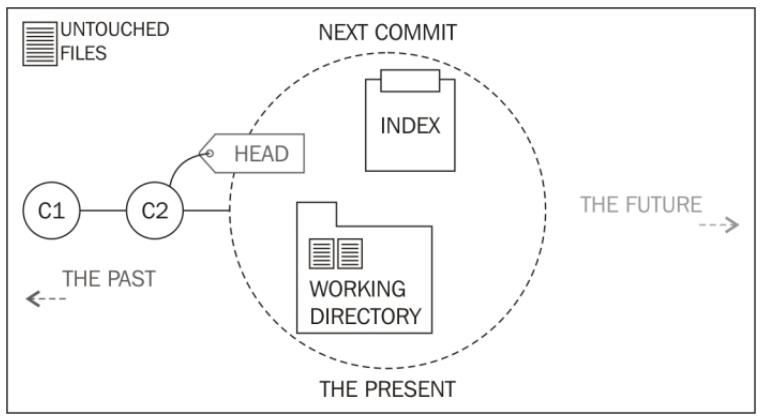 UNTOUCHED
FILES
NEXT COMMIT
INDEX
HEAD
C1
C2
THE FUTURE
THE PAST
WORKING
DIRECTORY
THE PRESENT